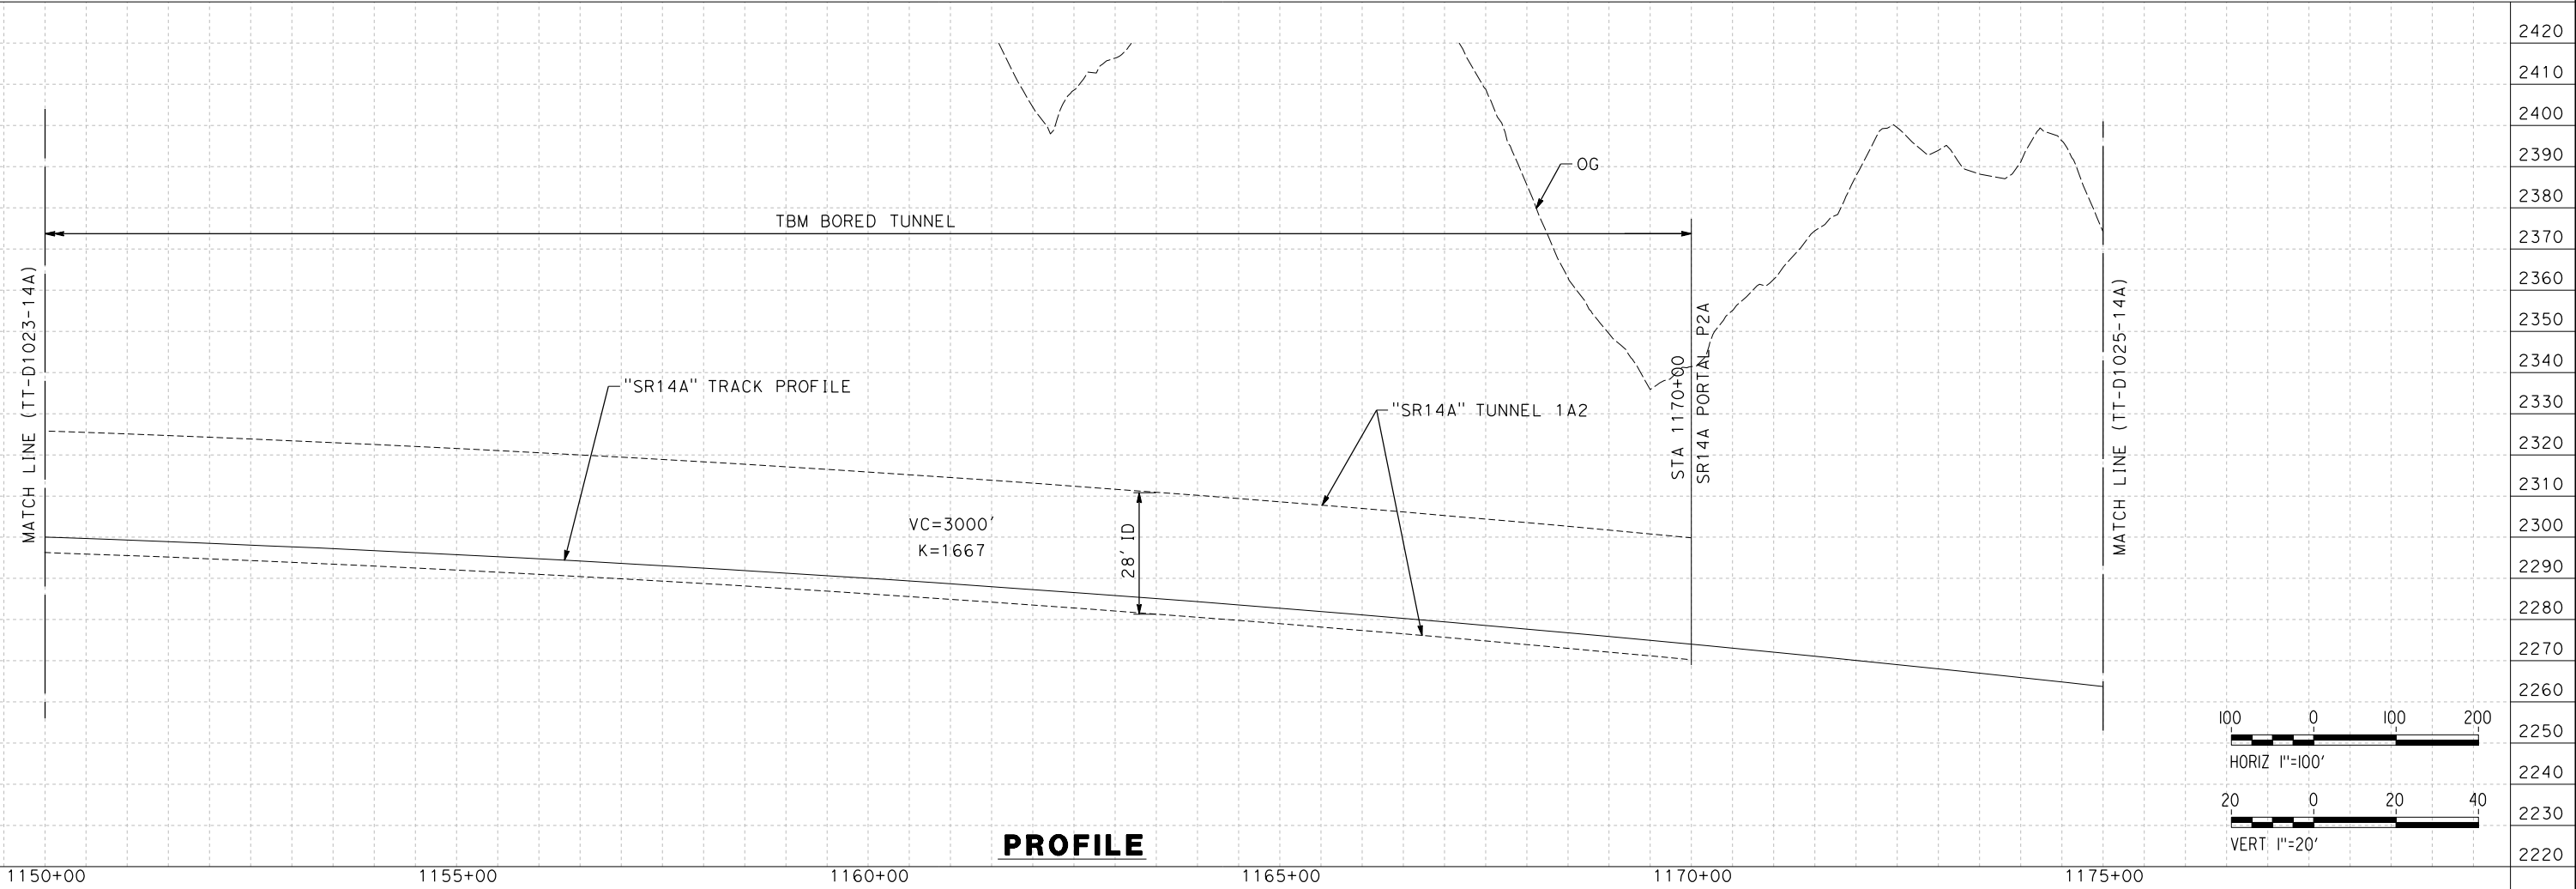 2420
2410
2400
2390
2380
2370
2360
2350
2340
2330
2320
2310
2300
2290
2280
2270
2260
2250
2240
2230
2220
OG
TBM BORED TUNNEL
MATCH LINE (TT-D1023-14A)
"SR14A" TRACK PROFILE
"SR14A" TUNNEL 1A2
STA 1170+00
SR14A PORTAL P2A
MATCH LINE (TT-D1025-14A)
VC=3000'
K=1667
28' ID
100 0 100 200
HORIZ 1"=100'
20 0 20 40
VERT 1"=20'
PROFILE
1150+00 1155+00 1160+00 1165+00 1170+00 1175+00